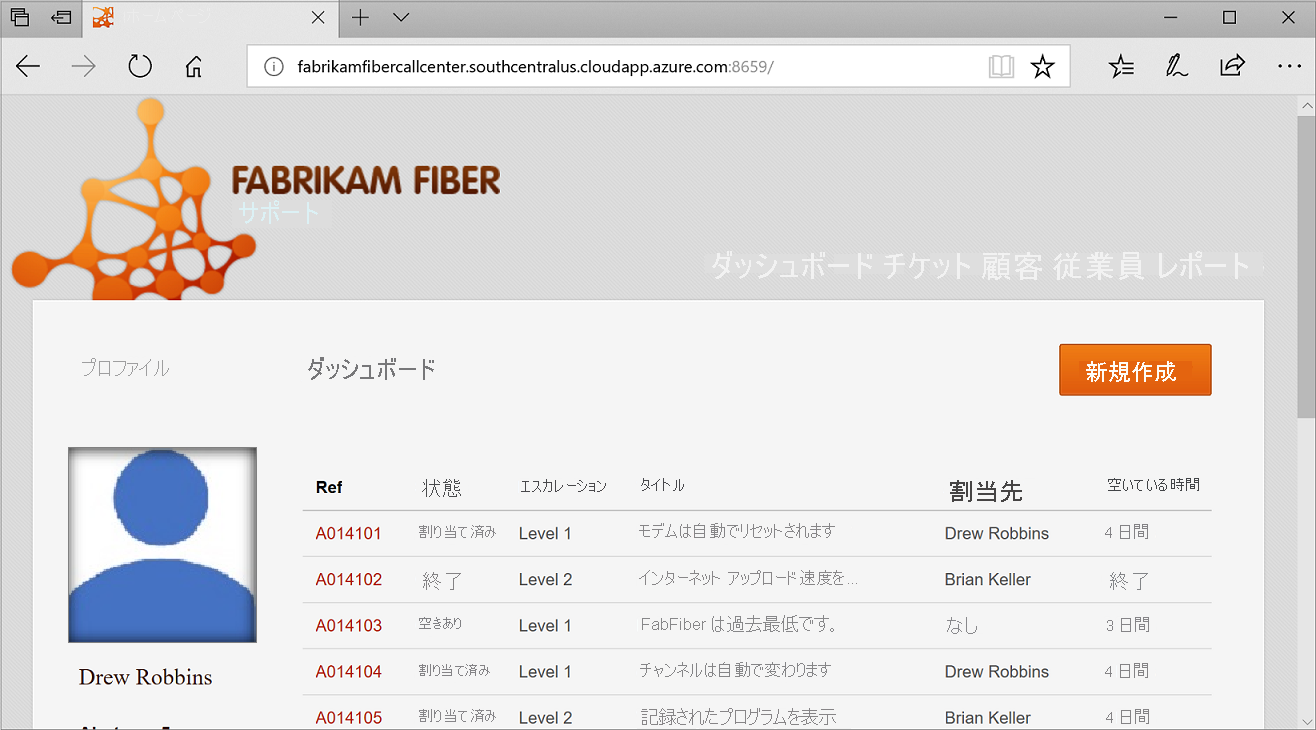 fabrikamfibercallcenter.southcentralus.cloudapp.azure.com:8659/
FABRIKAM FIBER
サポート
ダッシュボード チケット 顧客 従業員 レポート
プロファイル
ダッシュボード
新規作成
Ref 状態 エスカレーション タイトル 割当先 空いている時間
A014101 割り当て済み Level 1 モデムは自動でリセットされます Drew Robbins 4 日間
A014102 終了 Level 2 インターネット アップロード速度を... Brian Keller 終了
A014103 空きあり Level 1 FabFiber は過去最低です。 なし 3 日間
A014104 割り当て済み Level 1 チャンネルは自動で変わります Drew Robbins 4 日間
A014105 割り当て済み Level 2 記録されたプログラムを表示 Brian Keller 4 日間
Drew Robbins